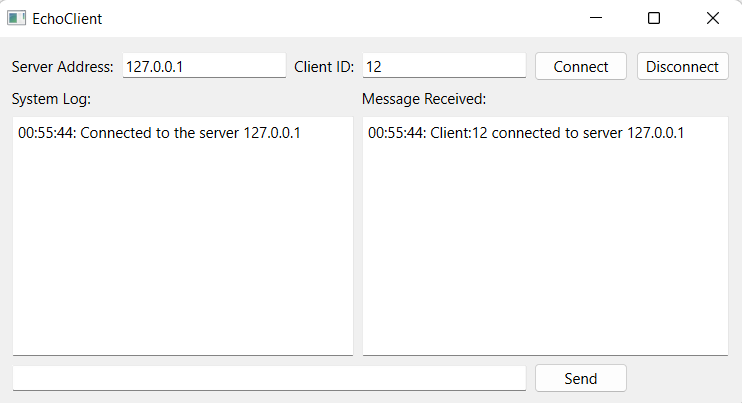 EchoClient
Server Address: 127.0.0.1 Client ID: 12 Connect Disconnect
System Log: Message Received:
00:55:44: Connected to the server 127.0.0.1 00:55:44: Client:12 connected to server 127.0.0.1
Send